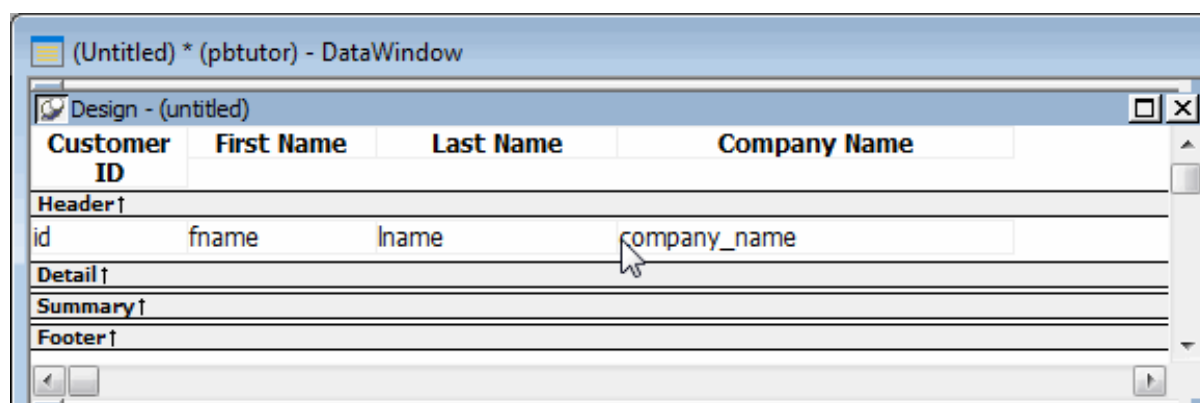 (Untitled) * (pbtutor) - DataWindow
Design - (untitled)
Customer ID First Name Last Name Company Name
Header↑
id fname lname company_name
Detail↑
Summary↑
Footer↑